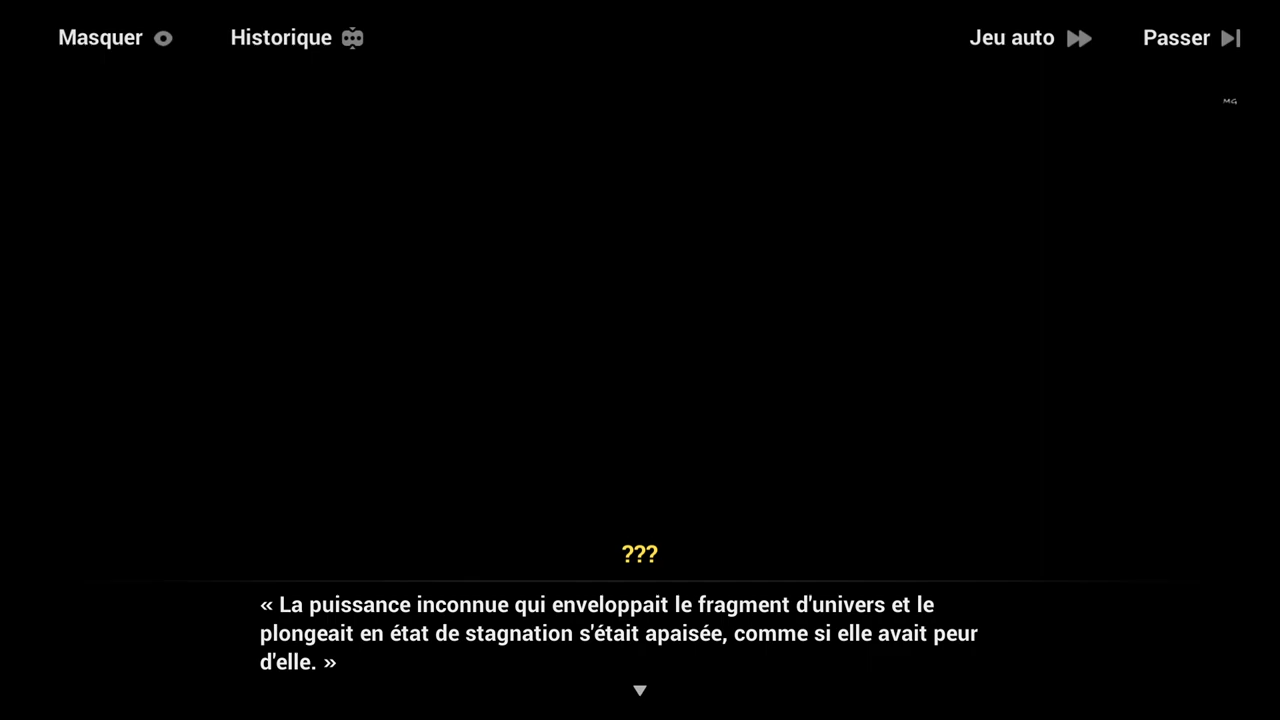 Masquer
Historique
Jeu auto
Passer
MG
???
« La puissance inconnue qui enveloppait le fragment d'univers et le
plongeait en état de stagnation s'était apaisée, comme si elle avait peur
d'elle. »